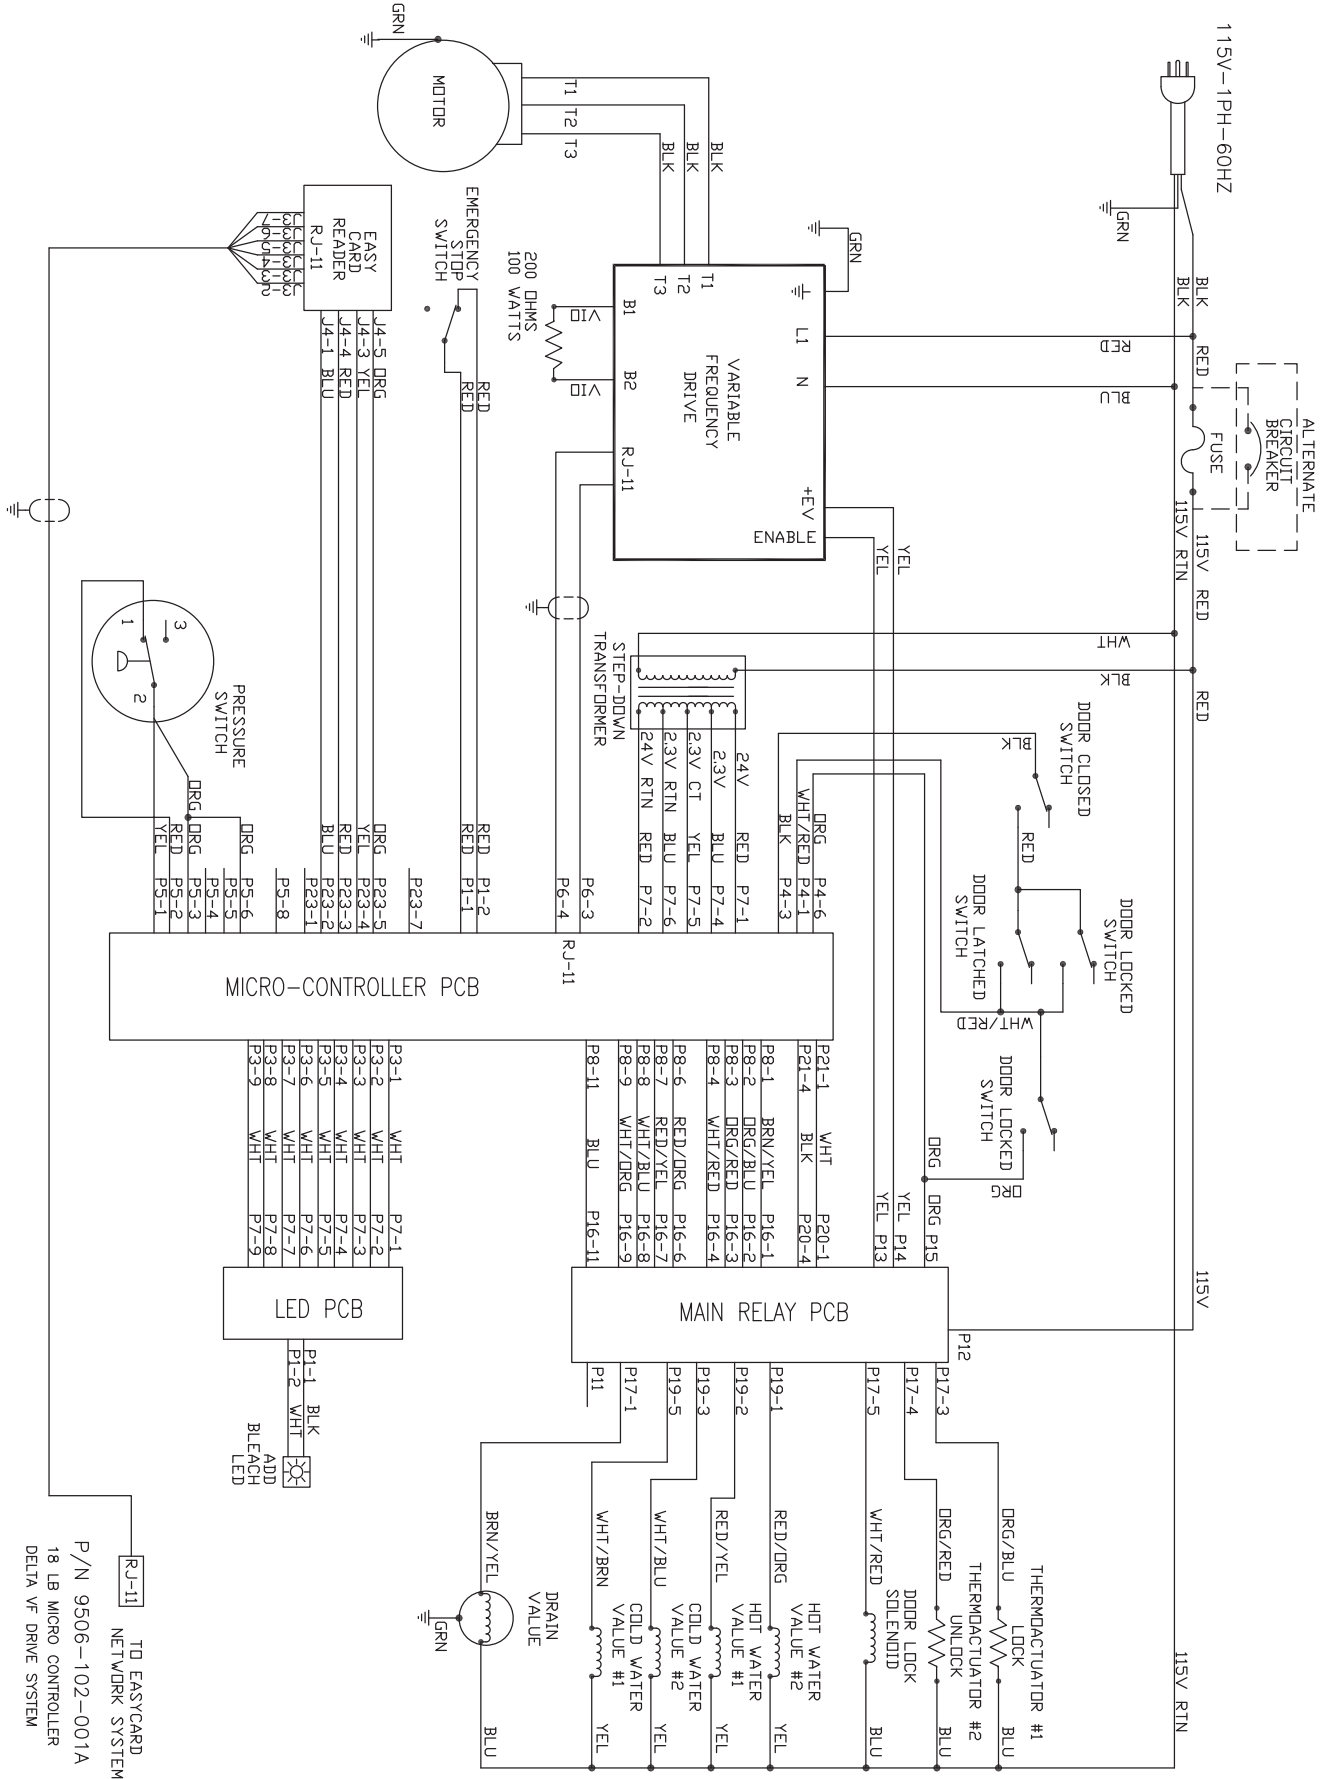 115V-1PH-60HZ
GRN
BLK
BLK
RED
RED
BLU
ALTERNATE
CIRCUIT
BREAKER
FUSE
115V RTN
115V
RED
WHT
BLK
RED
115V
115V RTN
GRN
MOTOR
T1
T2
T3
BLK
BLK
BLK
GRN
T1
T2
T3
L1
N
VARIABLE
FREQUENCY
DRIVE
B1
B2
RJ-11
+EV
ENABLE
VIO
VIO
200 OHMS
100 WATTS
YEL
YEL
EMERGENCY
STOP
SWITCH
RED
RED
EASY
CARD
READER
RJ-11
J3-7
J3-6
J3-5
J3-4
J3-3
J3-2
J4-5 ORG
J4-3 YEL
J4-4 RED
J4-1 BLU
STEP-DOWN
TRANSFORMER
24V
2.3V
2.3V CT
2.3V RTN
24V RTN
RED
BLU
YEL
BLU
RED
P7-1
P7-4
P7-5
P7-6
P7-2
DOOR CLOSED
SWITCH
BLK
RED
DOOR LOCKED
SWITCH
DOOR LATCHED
SWITCH
WHT/RED
DOOR LOCKED
SWITCH
ORG
ORG
ORG P15
YEL P14
YEL P13
ORG P4-6
WHT/RED P4-1
BLK P4-3
PRESSURE
SWITCH
1
2
3
ORG
ORG P5-6
P5-5
P5-4
ORG P5-3
RED P5-2
YEL P5-1
P5-8
P23-1
BLU P23-2
RED P23-3
YEL P23-4
ORG P23-5
P23-7
RED P1-2
RED P1-1
P6-3
P6-4
RJ-11
MICRO-CONTROLLER PCB
P21-1 WHT P20-1
P21-4 BLK P20-4
P8-1 BRN/YEL P16-1
P8-2 ORG/BLU P16-2
P8-3 ORG/RED P16-3
P8-4 WHT/RED P16-4
P8-6 RED/ORG P16-6
P8-7 RED/YEL P16-7
P8-8 WHT/BLU P16-8
P8-9 WHT/ORG P16-9
P8-11 BLU P16-11
P3-1 WHT P7-1
P3-2 WHT P7-2
P3-3 WHT P7-3
P3-4 WHT P7-4
P3-5 WHT P7-5
P3-6 WHT P7-6
P3-7 WHT P7-7
P3-8 WHT P7-8
P3-9 WHT P7-9
LED PCB
P1-1 BLK
P1-2 WHT
ADD
BLEACH
LED
MAIN RELAY PCB
P12
P17-3
P17-4
P17-5
P19-1
P19-2
P19-3
P19-5
P17-1
P11
ORG/BLU
THERMOACTUATOR #1
LOCK
BLU
ORG/RED
THERMOACTUATOR #2
UNLOCK
BLU
WHT/RED
DOOR LOCK
SOLENOID
BLU
RED/ORG
HOT WATER
VALUE #2
YEL
RED/YEL
HOT WATER
VALUE #1
YEL
WHT/BLU
COLD WATER
VALUE #2
YEL
WHT/BRN
COLD WATER
VALUE #1
YEL
BRN/YEL
DRAIN
VALUE
GRN
BLU
RJ-11
TO EASYCARD
NETWORK SYSTEM
P/N 9506-102-001A
18 LB MICRO CONTROLLER
DELTA VF DRIVE SYSTEM